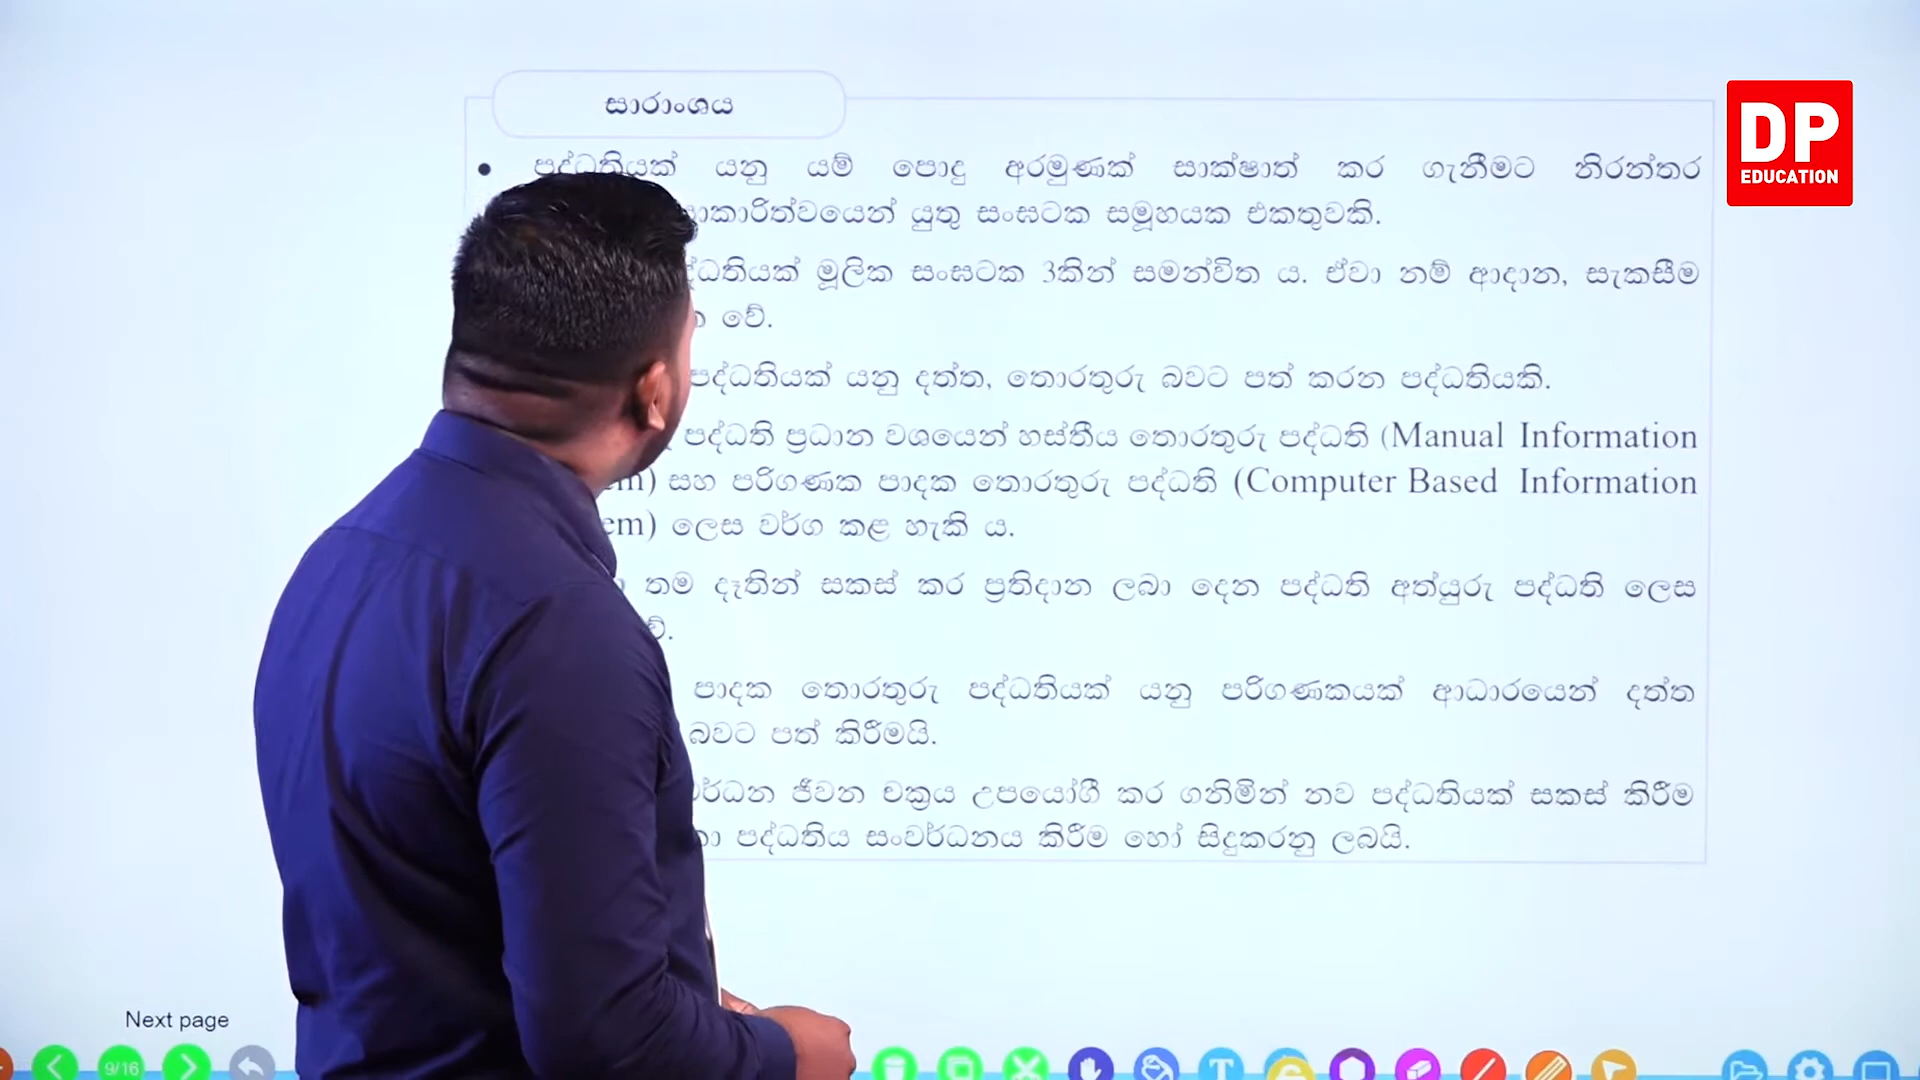 සාරාංශය
DP
EDUCATION
• පද්ධතියක් යනු යම් පොදු අරමුණක් සාක්ෂාත් කර ගැනීමට නිරන්තර
යුතු සංඝටක සමූහයක එකතුවකි.
මූලික සංඝටක 3කින් සමන්විත ය. ඒවා නම් ආදාන, සැකසීම
වේ.
පද්ධතියක් යනු දත්ත, තොරතුරු බවට පත් කරන පද්ධතියකි.
පද්ධති ප්‍රධාන වශයෙන් හස්තීය තොරතුරු පද්ධති (Manual Information
සහ පරිගණක පාදක තොරතුරු පද්ධති (Computer Based Information
ලෙස වර්ග කළ හැකි ය.
තම දෑතින් සකස් කර ප්‍රතිදාන ලබා දෙන පද්ධති අත්යුරු පද්ධති ලෙස
පාදක තොරතුරු පද්ධතියක් යනු පරිගණකයක් ආධාරයෙන් දත්ත
බවට පත් කිරීමයි.
ජීවන චක්‍රය උපයෝගී කර ගනිමින් නව පද්ධතියක් සකස් කිරීම
පද්ධතිය සංවර්ධනය කිරීම හෝ සිදුකරනු ලබයි.
Next page
9/16